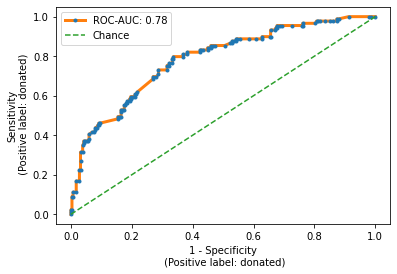 ROC-AUC: 0.78
Chance
1.0
0.8
0.6
0.4
0.2
0.0
Sensitivity
(Positive label: donated)
0.0 0.2 0.4 0.6 0.8 1.0
1 - Specificity
(Positive label: donated)